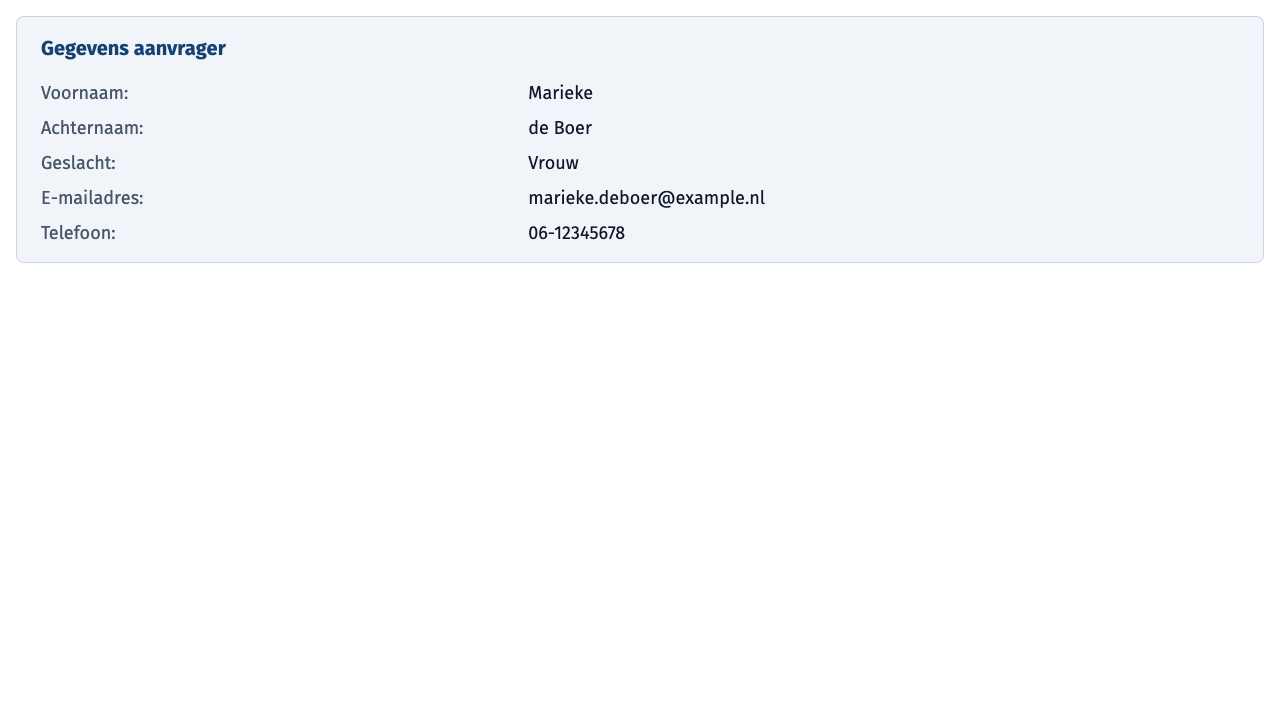 Gegevens aanvrager
Voornaam: Marieke
Achternaam: de Boer
Geslacht: Vrouw
E-mailadres: marieke.deboer@example.nl
Telefoon: 06-12345678